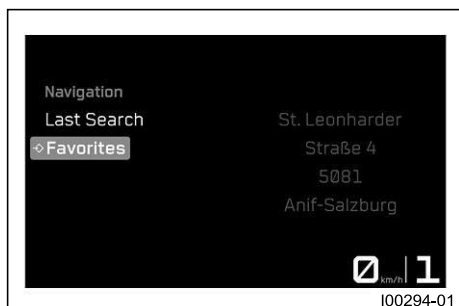 Navigation
Last Search
Favorites
St. Leonharder
Straße 4
5081
Anif-Salzburg
0 km/h 1
I00294-01